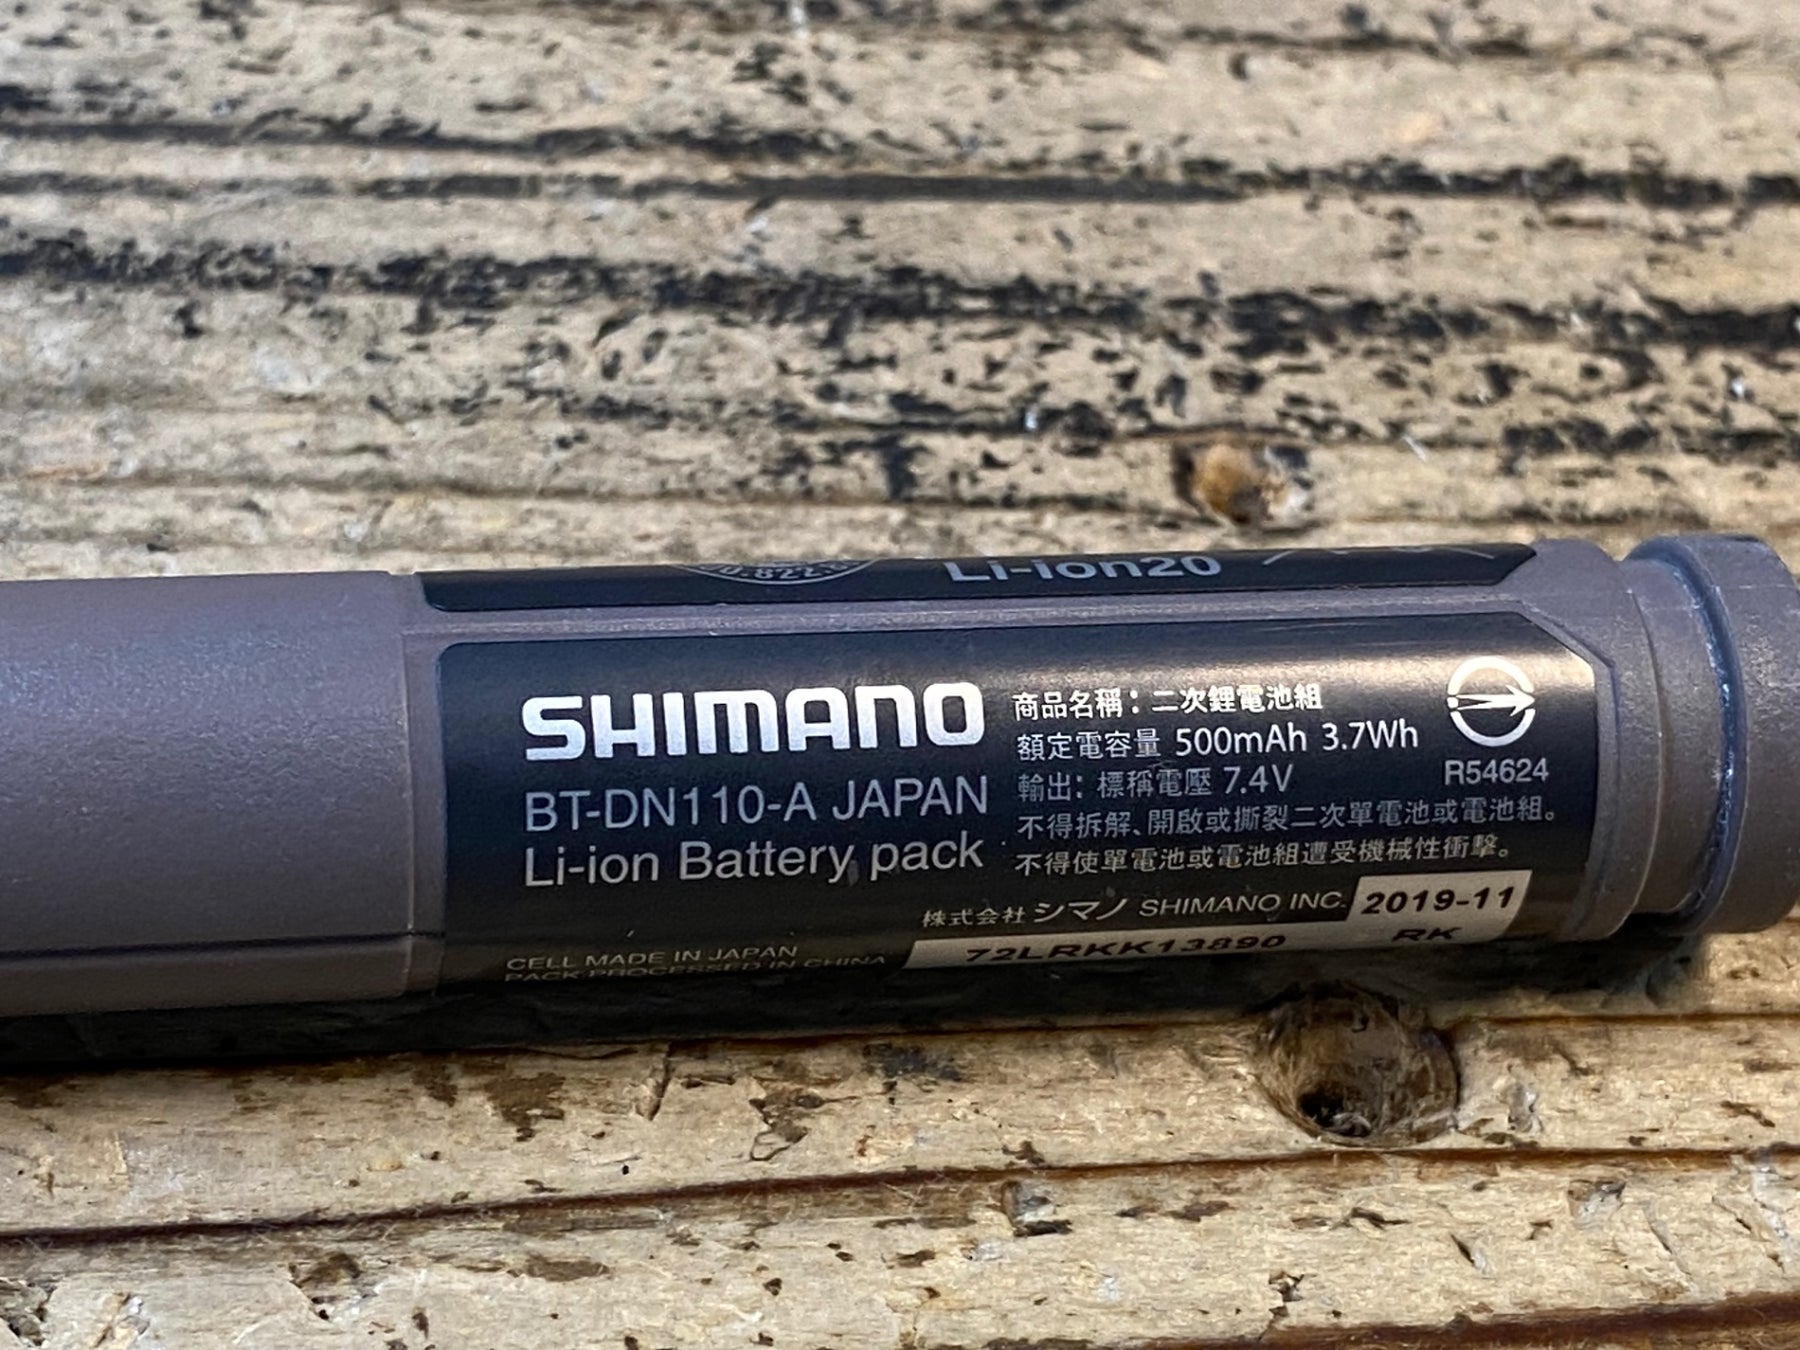 Li-ion20
SHIMANO
BT-DN110-A JAPAN
Li-ion Battery pack
商品名稱：二次鋰電池組
額定電容量 500mAh 3.7Wh
輸出：標稱電壓 7.4V
不得拆解、開啟或撕裂二次單電池或電池組。
不得使單電池或電池組遭受機械性衝擊。
R54624
株式会社 シマノ SHIMANO INC. 2019-11
72LRKK13890 RK
CELL MADE IN JAPAN
PACK PROCESSED IN CHINA